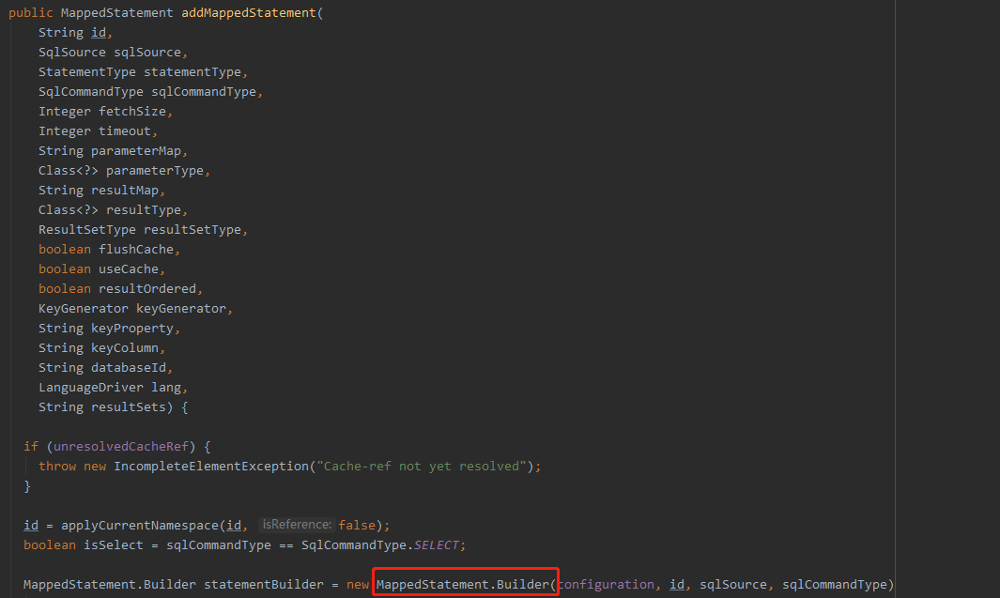 public MappedStatement addMappedStatement(
String id,
SqlSource sqlSource,
StatementType statementType,
SqlCommandType sqlCommandType,
Integer fetchSize,
Integer timeout,
String parameterMap,
Class<?> parameterType,
String resultMap,
Class<?> resultType,
ResultSetType resultSetType,
boolean flushCache,
boolean useCache,
boolean resultOrdered,
KeyGenerator keyGenerator,
String keyProperty,
String keyColumn,
String databaseId,
LanguageDriver lang,
String resultSets) {
if (unresolvedCacheRef) {
throw new IncompleteElementException("Cache-ref not yet resolved");
}
id = applyCurrentNamespace(id, isReference: false);
boolean isSelect = sqlCommandType == SqlCommandType.SELECT;
MappedStatement.Builder statementBuilder = new MappedStatement.Builder(configuration, id, sqlSource, sqlCommandType)